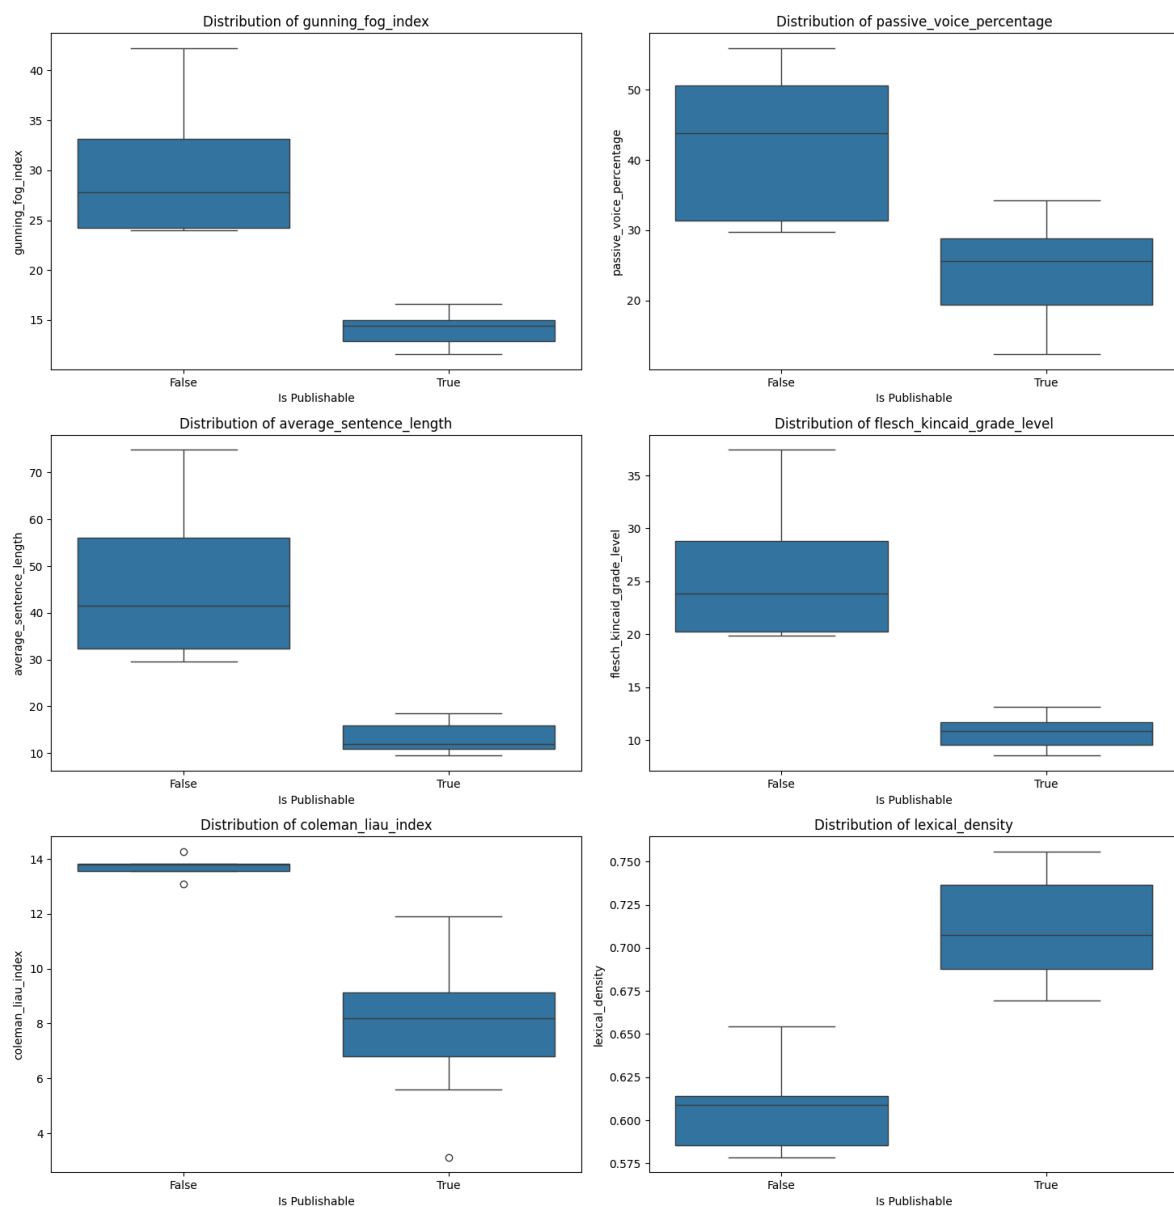 Distribution of gunning_fog_index
gunning_fog_index
40
35
30
25
20
15
False
True
Is Publishable
Distribution of passive_voice_percentage
passive_voice_percentage
50
40
30
20
False
True
Is Publishable
Distribution of average_sentence_length
average_sentence_length
70
60
50
40
30
20
10
False
True
Is Publishable
Distribution of flesch_kincaid_grade_level
flesch_kincaid_grade_level
35
30
25
20
15
10
False
True
Is Publishable
Distribution of coleman_liau_index
coleman_liau_index
14
12
10
8
6
4
False
True
Is Publishable
Distribution of lexical_density
lexical_density
0.750
0.725
0.700
0.675
0.650
0.625
0.600
0.575
False
True
Is Publishable